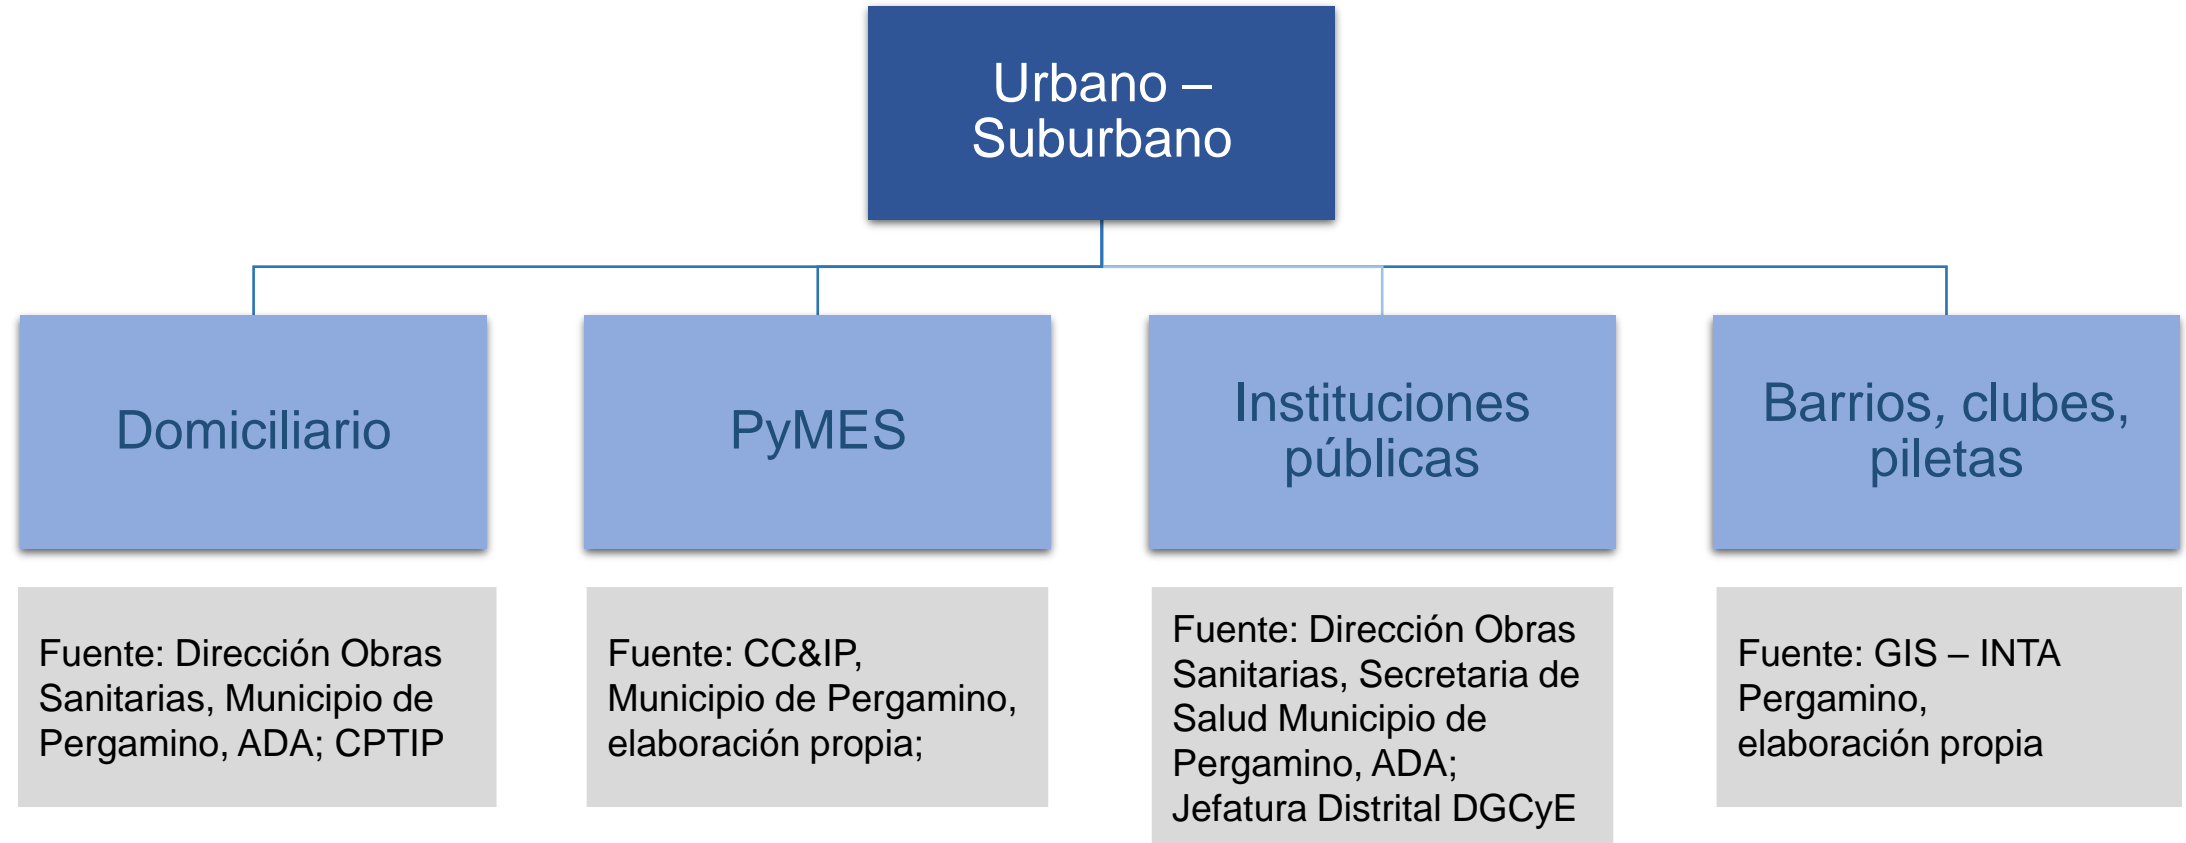 Urbano –
Suburbano
Domiciliario
PyMES
Instituciones
públicas
Barrios, clubes,
piletas
Fuente: Dirección Obras
Sanitarias, Municipio de
Pergamino, ADA; CPTIP
Fuente: CC&IP,
Municipio de Pergamino,
elaboración propia;
Fuente: Dirección Obras
Sanitarias, Secretaria de
Salud Municipio de
Pergamino, ADA;
Jefatura Distrital DGCyE
Fuente: GIS – INTA
Pergamino,
elaboración propia